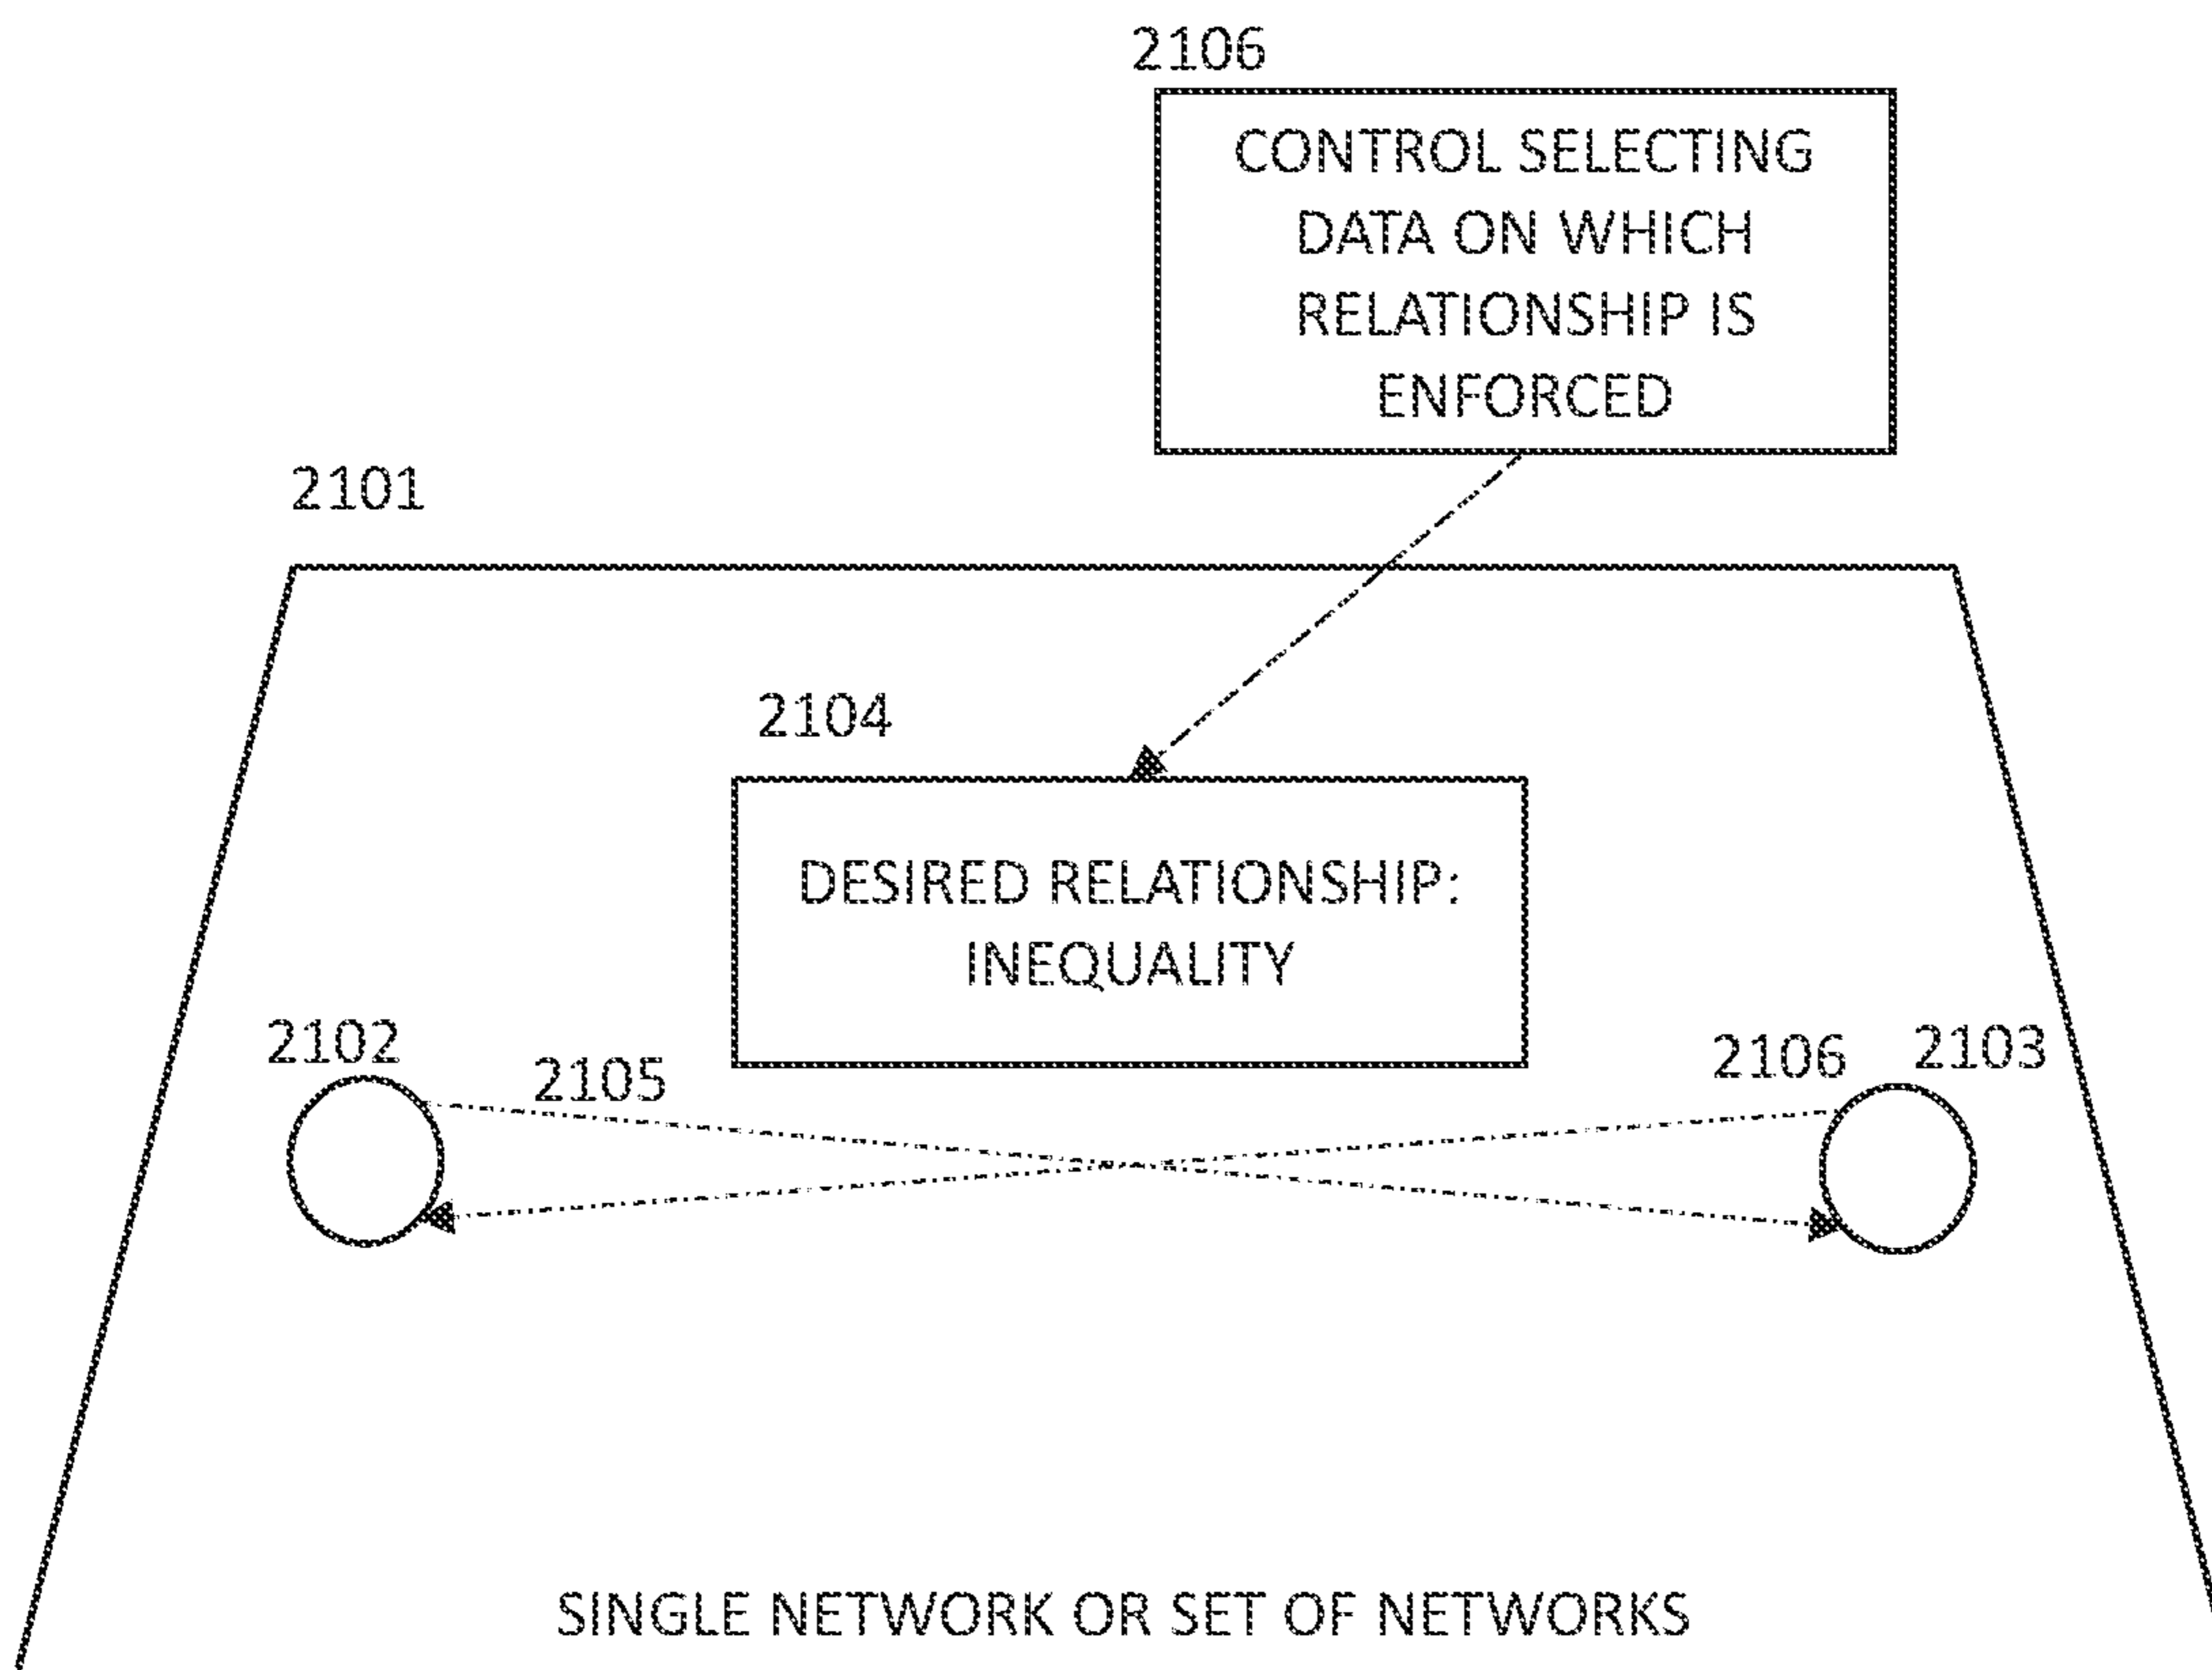 2106
CONTROL SELECTING
DATA ON WHICH
RELATIONSHIP IS
ENFORCED
2101
2104
DESIRED RELATIONSHIP:
INEQUALITY
2102
2105
2106
2103
SINGLE NETWORK OR SET OF NETWORKS